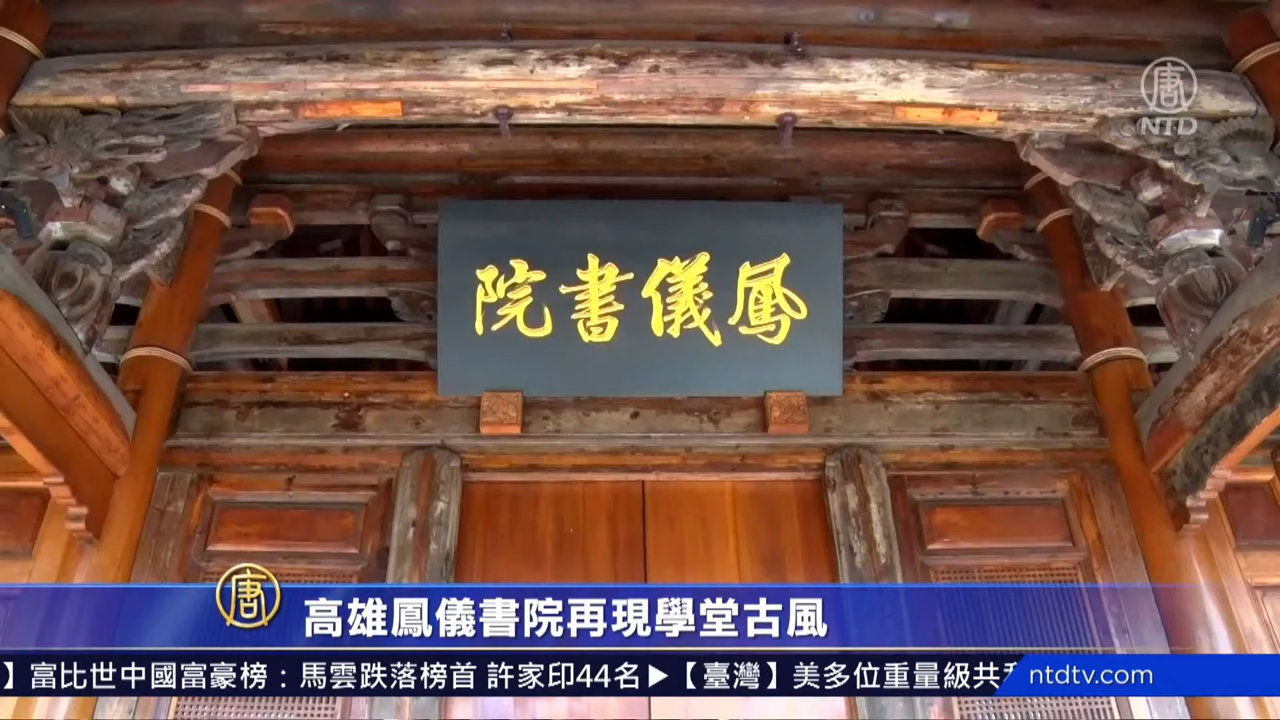 唐
NTD
鳳儀書院
唐
高雄鳳儀書院再現學堂古風
】富比世中國富豪榜：馬雲跌落榜首 許家印44名▶【臺灣】美多位重量級共
ntdtv.com